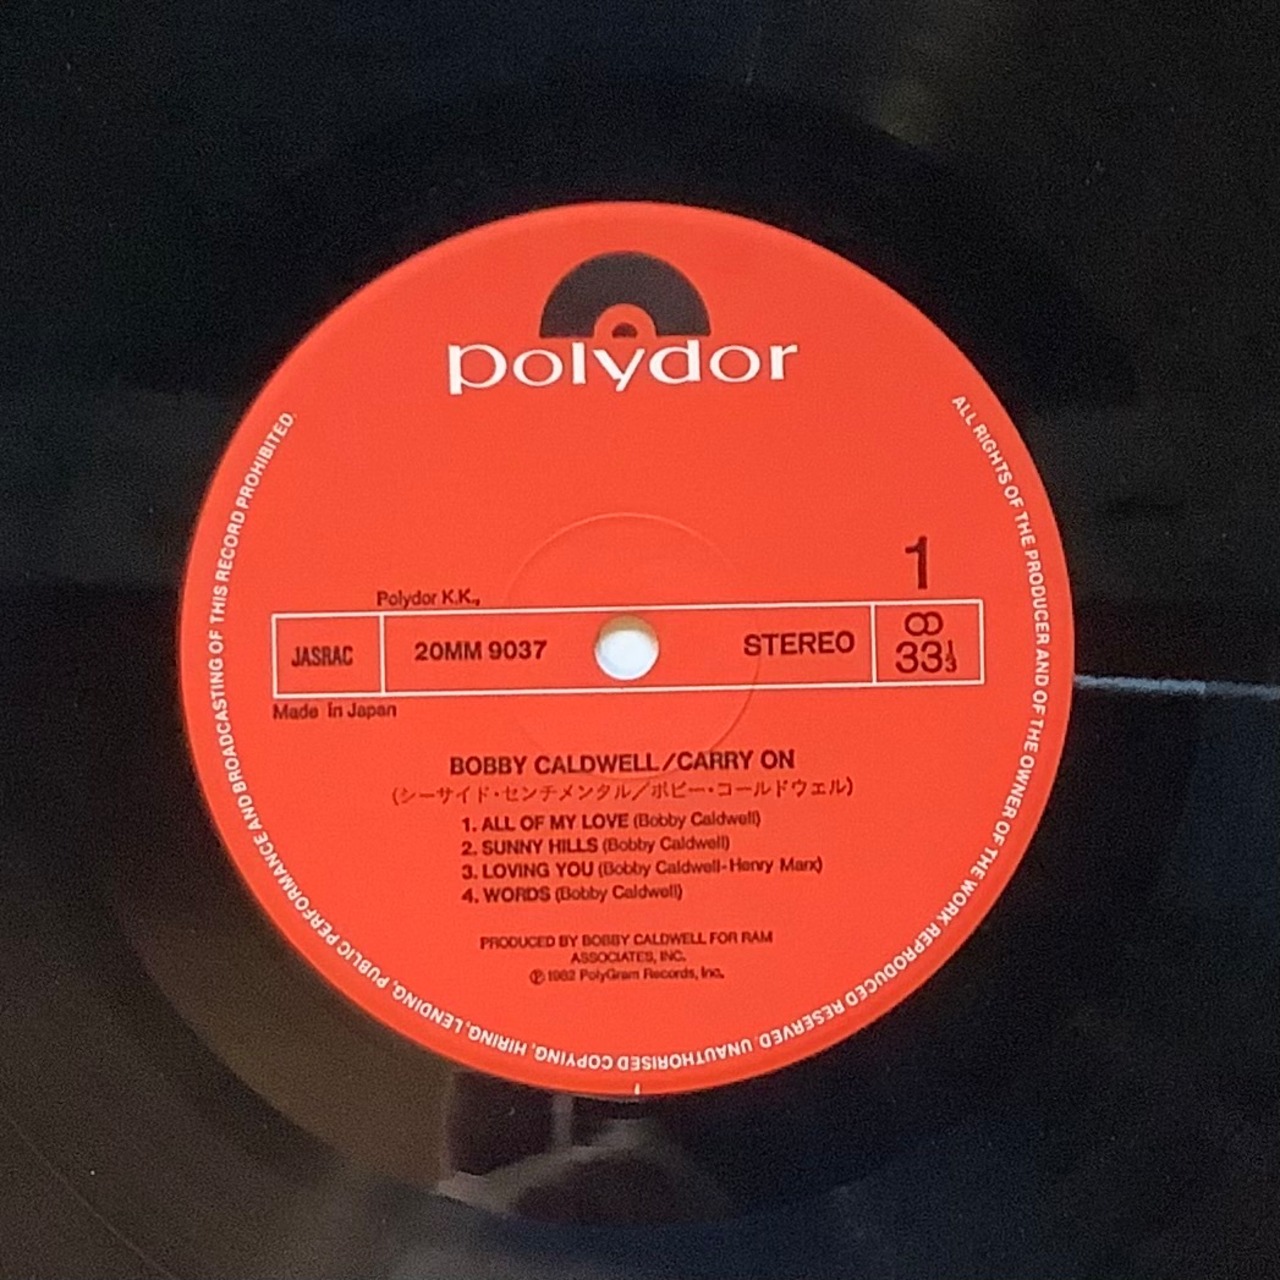 polydor
1
Polydor K.K.,
JASRAC
20MM 9037
STEREO
33⅓
Made in Japan
BOBBY CALDWELL/CARRY ON
(シーサイド・センチメンタル/ボビー・コールドウェル)
1. ALL OF MY LOVE (Bobby Caldwell)
2. SUNNY HILLS (Bobby Caldwell)
3. LOVING YOU (Bobby Caldwell-Henry Marx)
4. WORDS (Bobby Caldwell)
PRODUCED BY BOBBY CALDWELL FOR RAM
ASSOCIATES, INC.
℗ 1982 PolyGram Records, Inc.
ALL RIGHTS OF THE PRODUCER AND OF THE OWNER OF THE WORK REPRODUCED RESERVED. UNAUTHORISED COPYING, HIRING, LENDING, PUBLIC PERFORMANCE AND BROADCASTING OF THIS RECORD PROHIBITED.